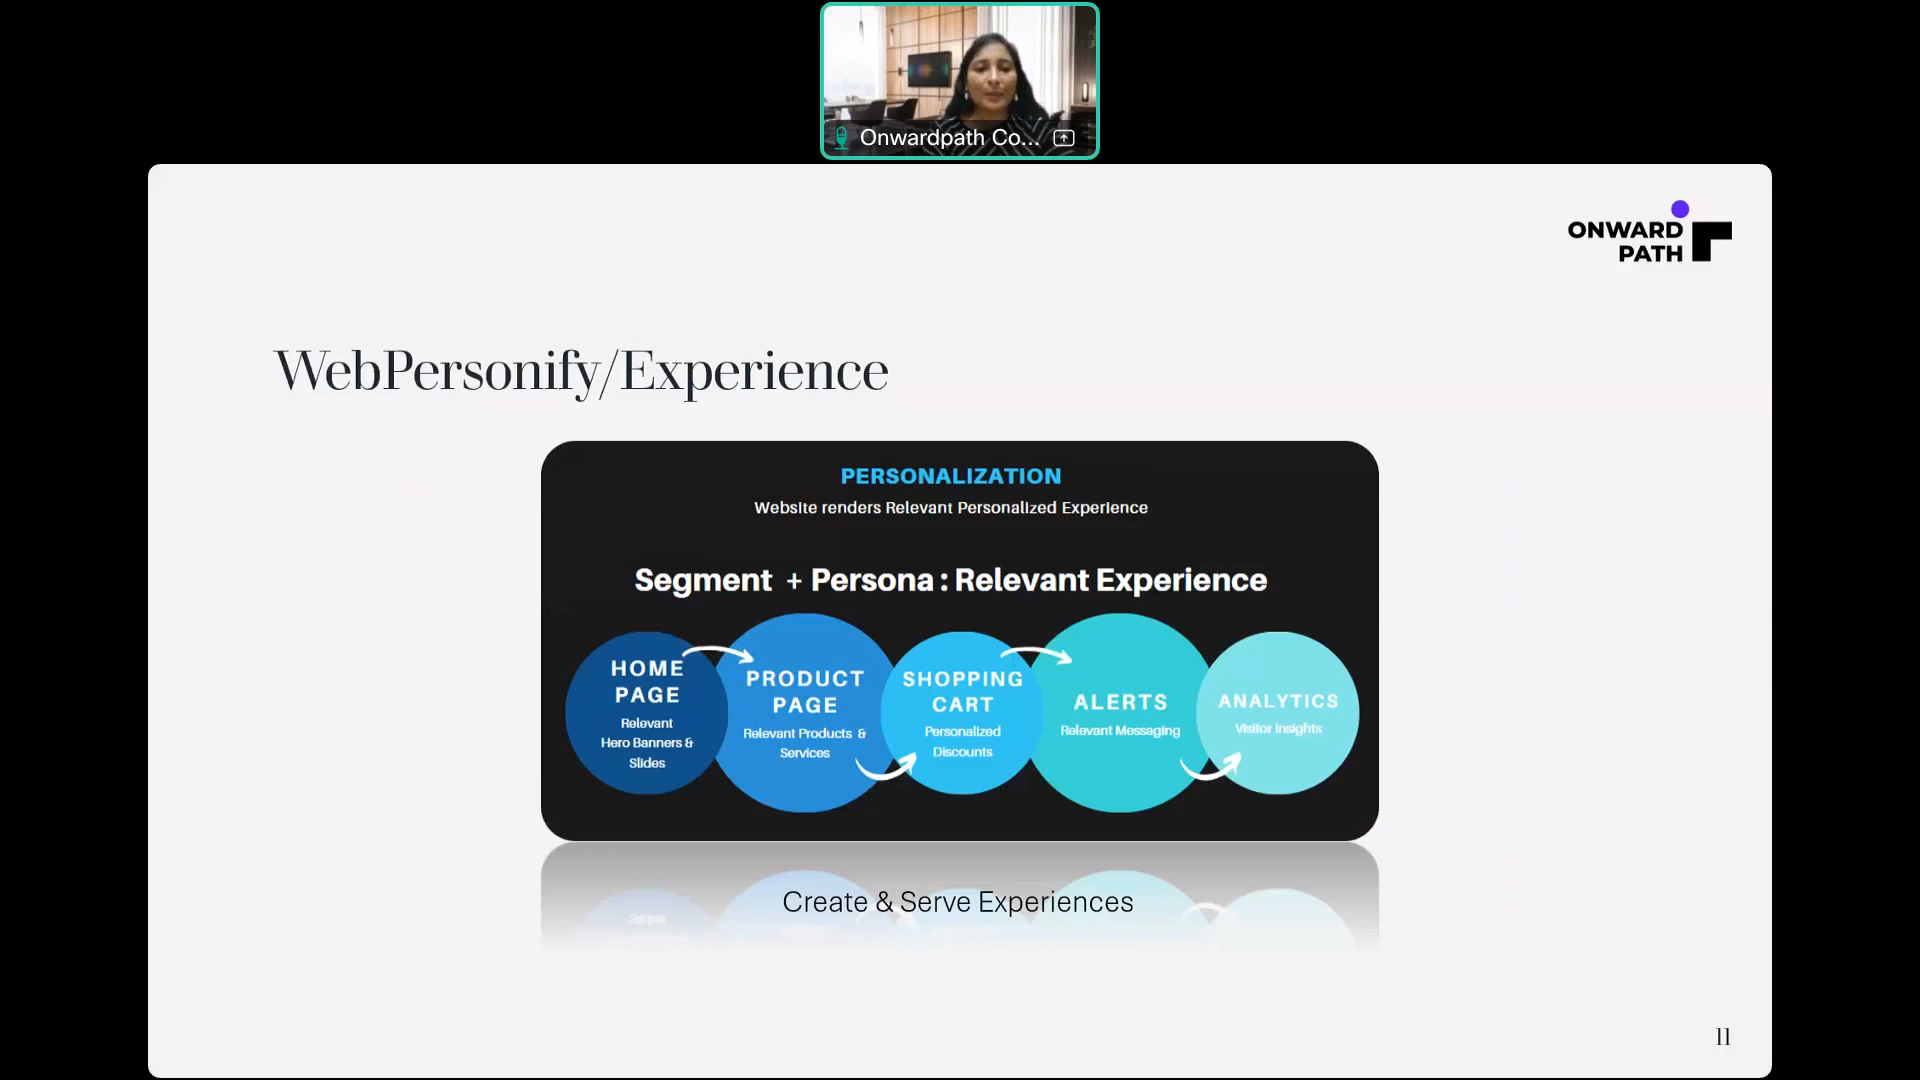 Onwardpath Co...
ONWARD
PATH
WebPersonify/Experience
PERSONALIZATION
Website renders Relevant Personalized Experience
Segment + Persona : Relevant Experience
HOME
PAGE
Relevant
Hero Banners &
Slides
PRODUCT
PAGE
Relevant Products &
Services
SHOPPING
CART
Personalized
Discounts
ALERTS
Relevant Messaging
ANALYTICS
Visitor Insights
Create & Serve Experiences
11